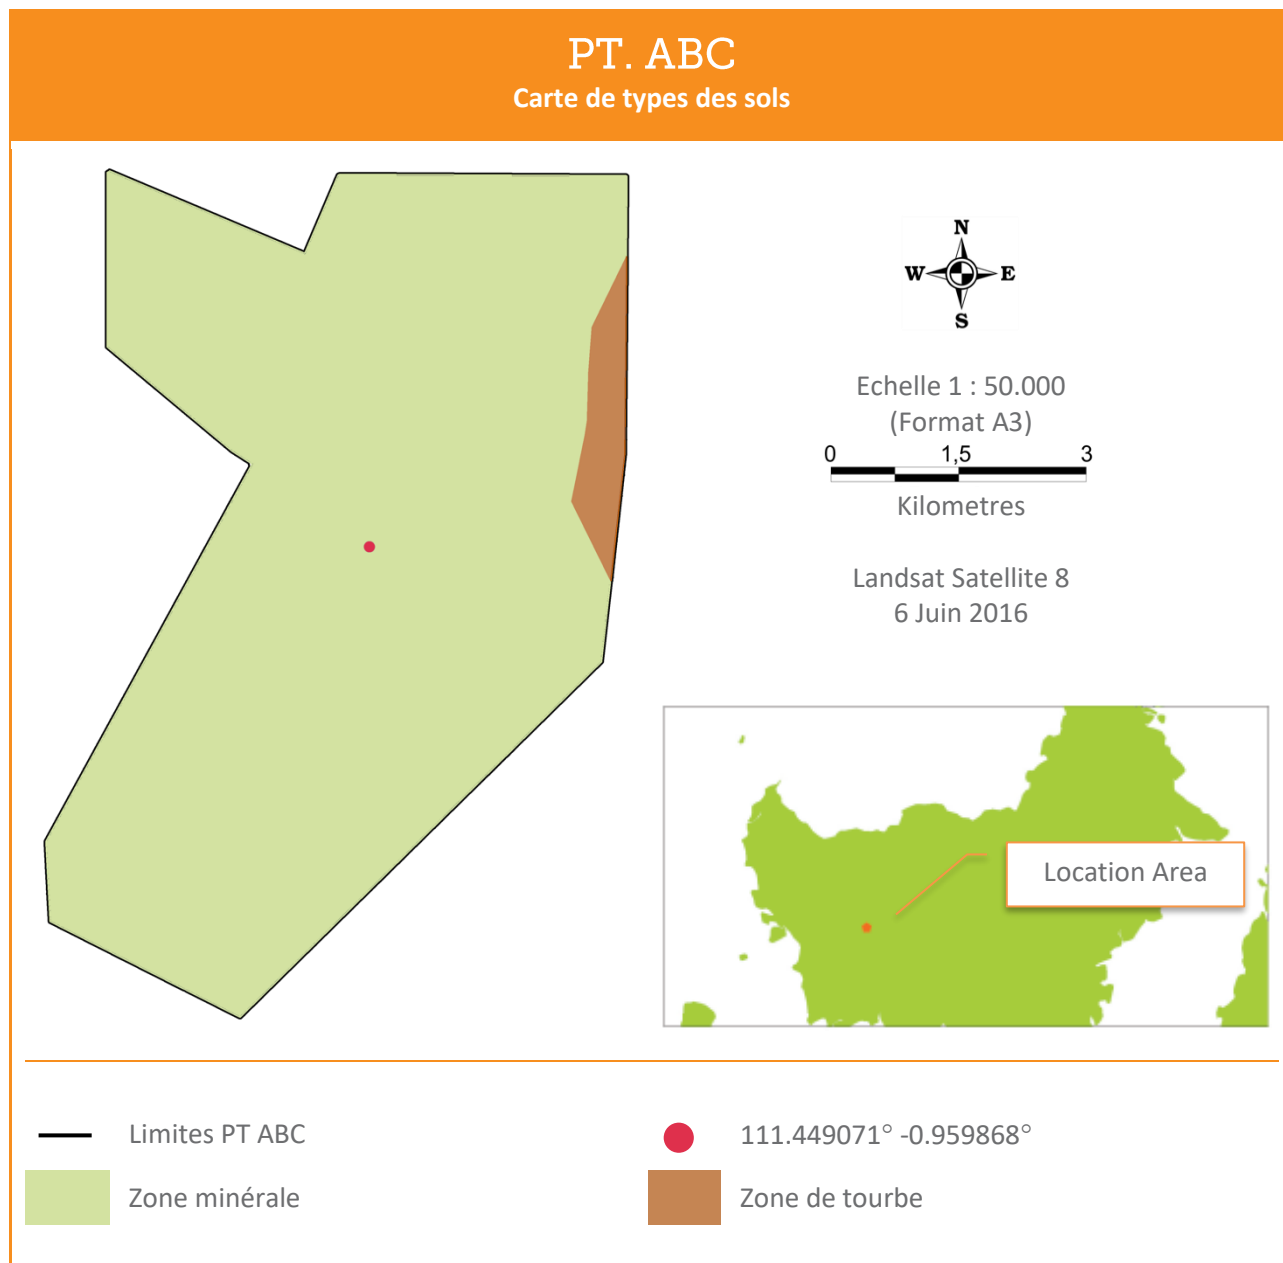 PT. ABC
Carte de types des sols
N
W E
S
Echelle 1 : 50.000
(Format A3)
0 1,5 3
Kilometres
Landsat Satellite 8
6 Juin 2016
Location Area
Limites PT ABC
111.449071° -0.959868°
Zone minérale
Zone de tourbe